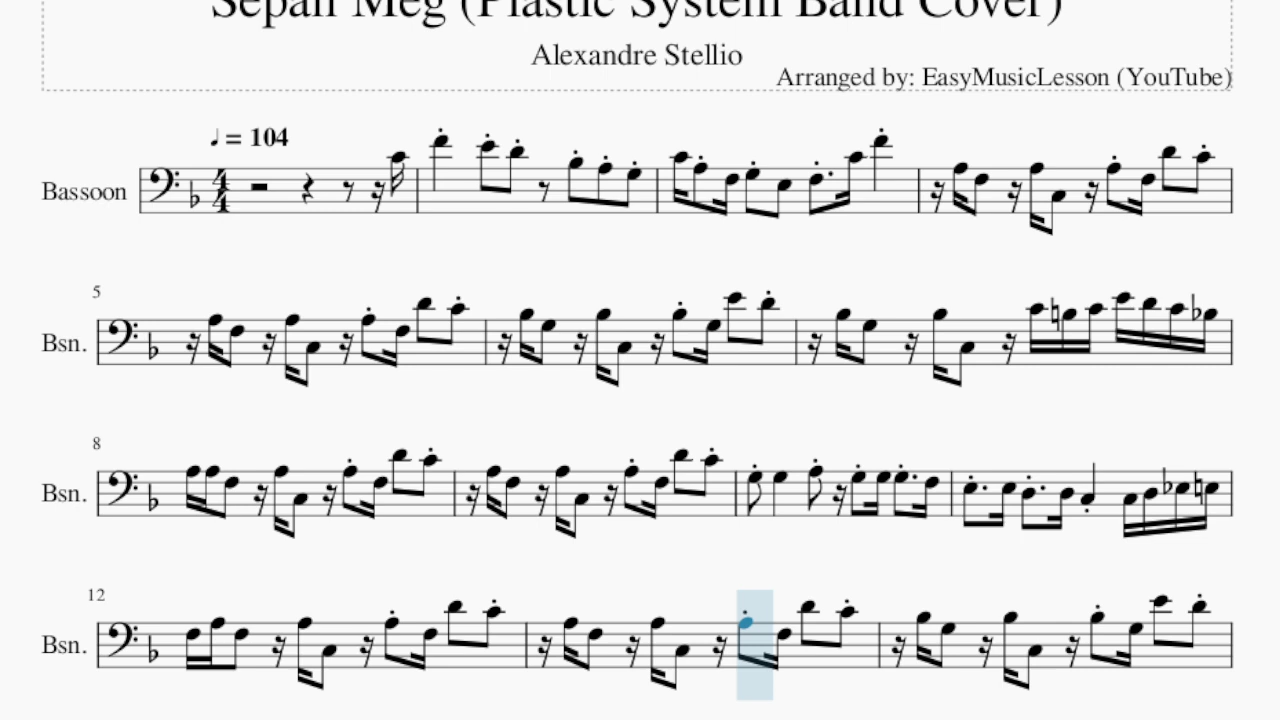 Sepan Meg (Plastic System Band Cover)
Alexandre Stellio
Arranged by: EasyMusicLesson (YouTube)
♩ = 104
Bassoon
5
Bsn.
8
Bsn.
12
Bsn.